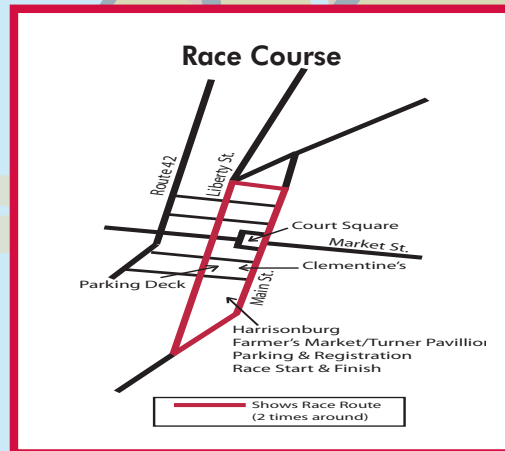 Race Course
Route 42
Liberty St.
Court Square
Market St.
Clementine's
Parking Deck
Main St.
Harrisonburg
Farmer's Market/Turner Pavillion
Parking & Registration
Race Start & Finish
Shows Race Route
(2 times around)